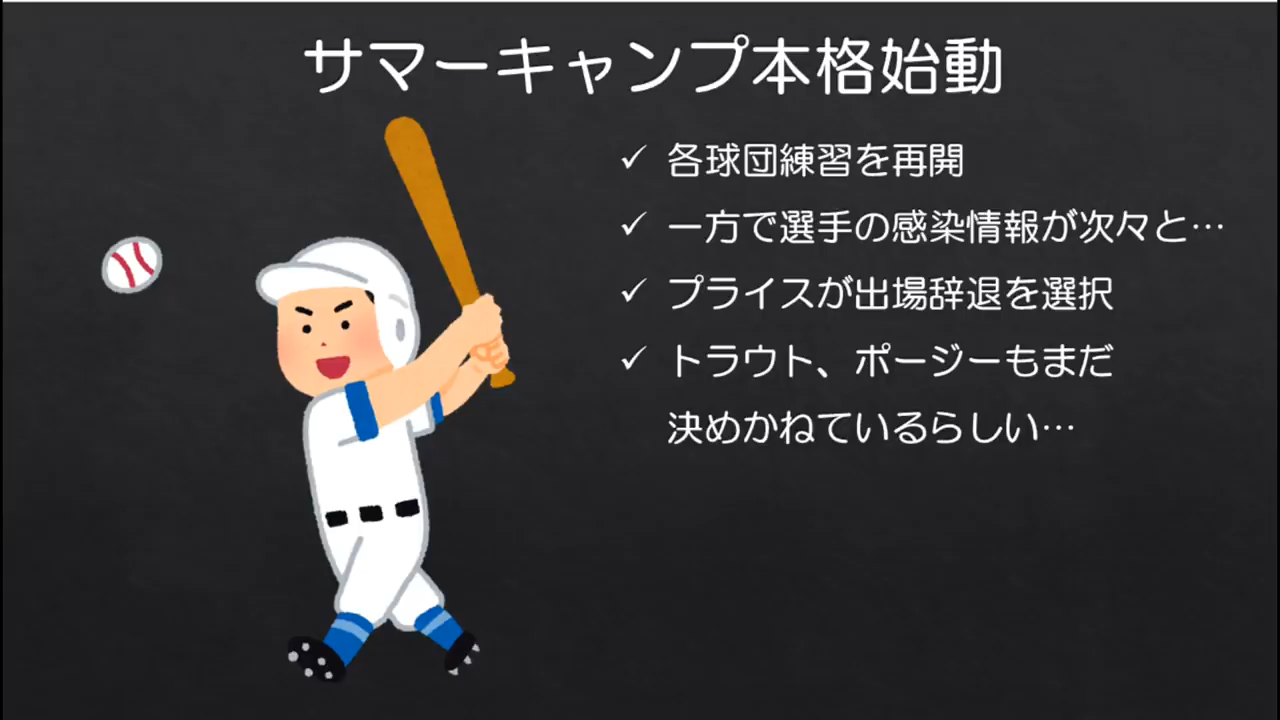 サマーキャンプ本格始動
✓ 各球団練習を再開
✓ 一方で選手の感染情報が次々と…
✓ プライスが出場辞退を選択
✓ トラウト、ポージーもまだ
決めかねているらしい…